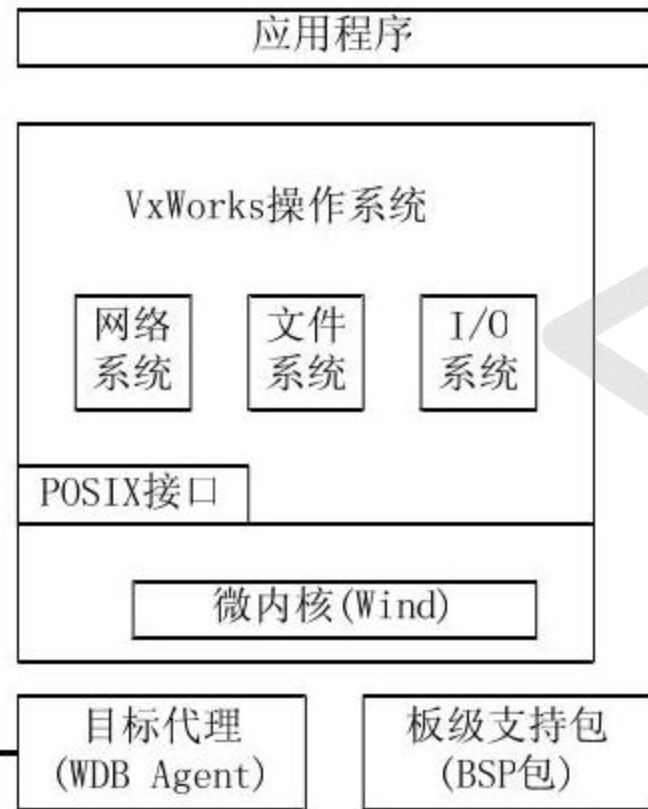 应用程序
VxWorks操作系统
网络
系统
文件
系统
I/O
系统
POSIX接口
微内核(Wind)
目标代理
(WDB Agent)
板级支持包
(BSP包)